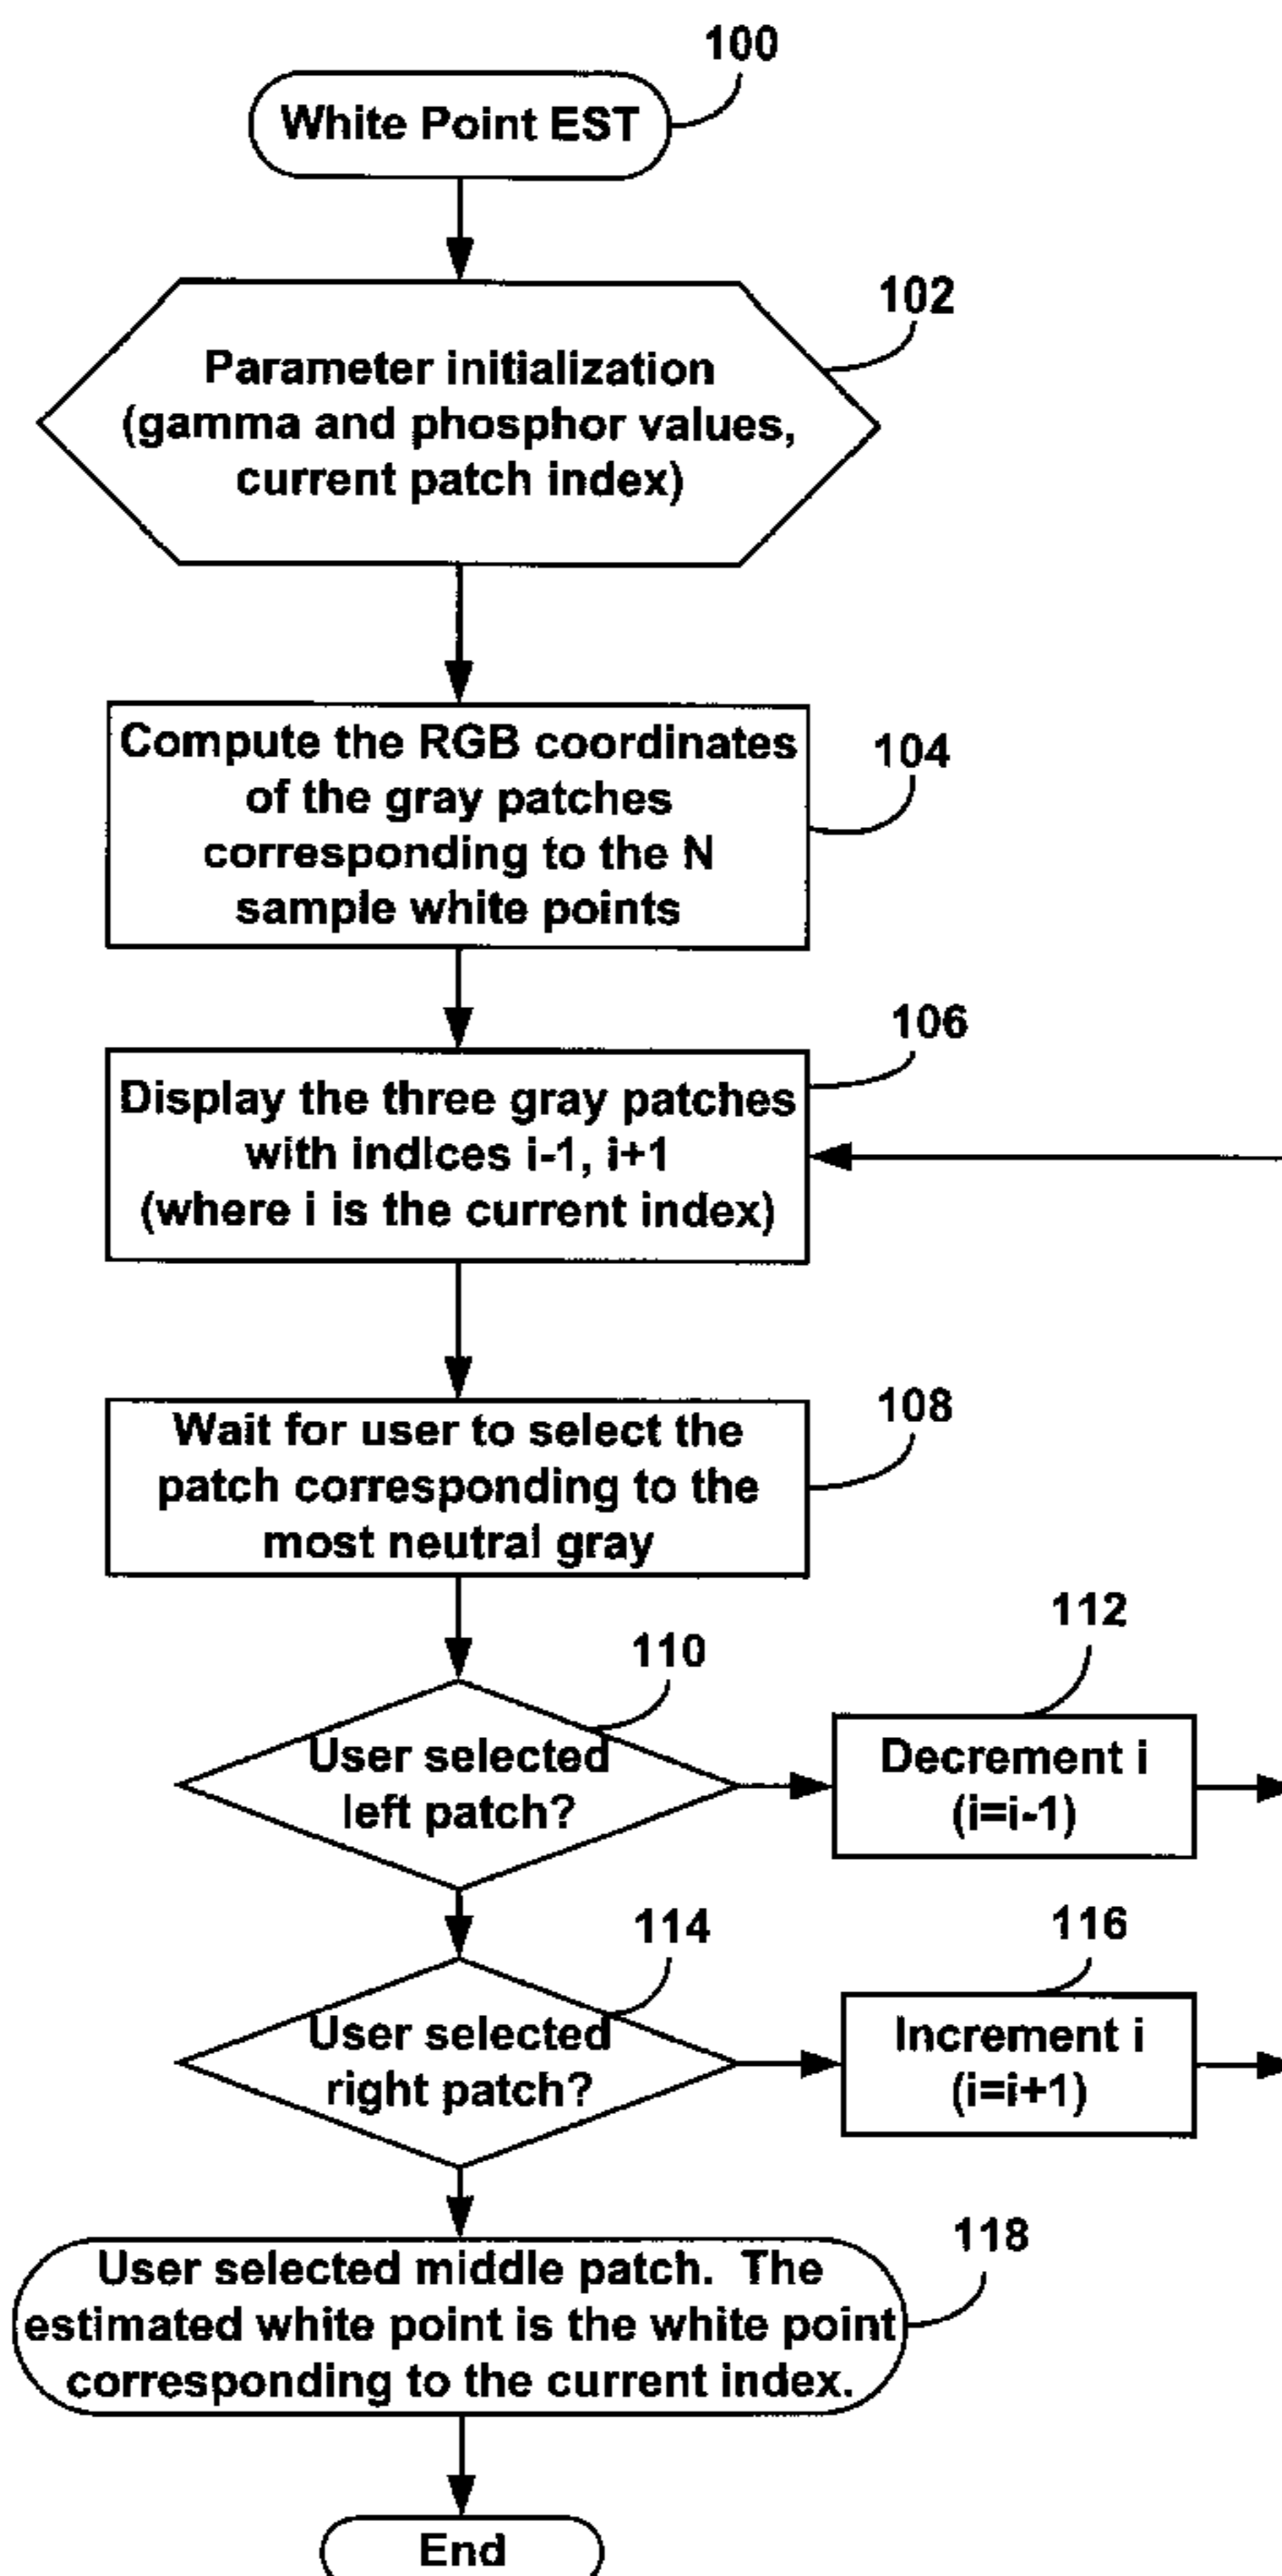 100
White Point EST
102
Parameter initialization
(gamma and phosphor values,
current patch index)
104
Compute the RGB coordinates
of the gray patches
corresponding to the N
sample white points
106
Display the three gray patches
with indices i-1, i+1
(where i is the current index)
108
Wait for user to select the
patch corresponding to the
most neutral gray
110
User selected
left patch?
112
Decrement i
(i=i-1)
114
User selected
right patch?
116
Increment i
(i=i+1)
118
User selected middle patch. The
estimated white point is the white point
corresponding to the current index.
End